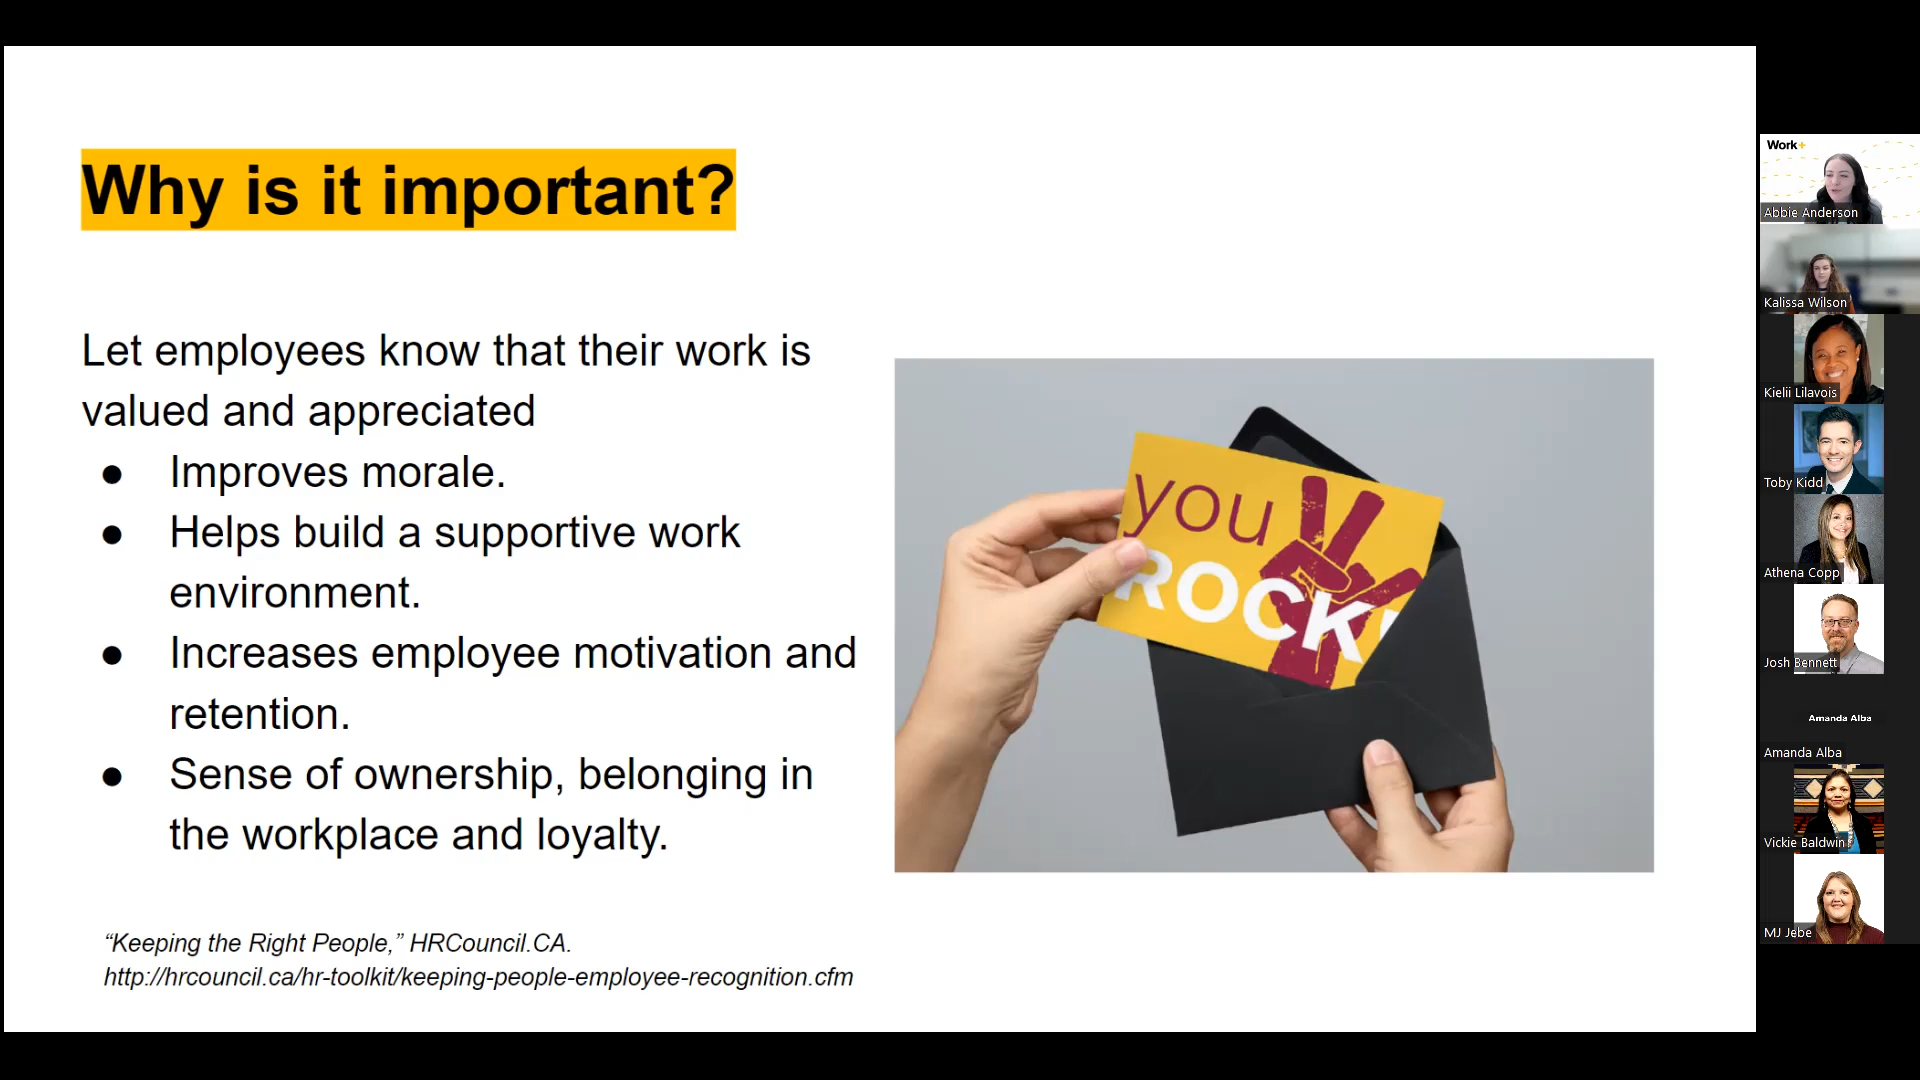 Why is it important?
Let employees know that their work is
valued and appreciated
● Improves morale.
● Helps build a supportive work
environment.
● Increases employee motivation and
retention.
● Sense of ownership, belonging in
the workplace and loyalty.
“Keeping the Right People,” HRCouncil.CA.
http://hrcouncil.ca/hr-toolkit/keeping-people-employee-recognition.cfm
you
ROCK!
Work+
Abbie Anderson
Kalissa Wilson
Kielii Lilavois
Toby Kidd
Athena Copp
Josh Bennett
Amanda Alba
Amanda Alba
Vickie Baldwin
MJ Jebe